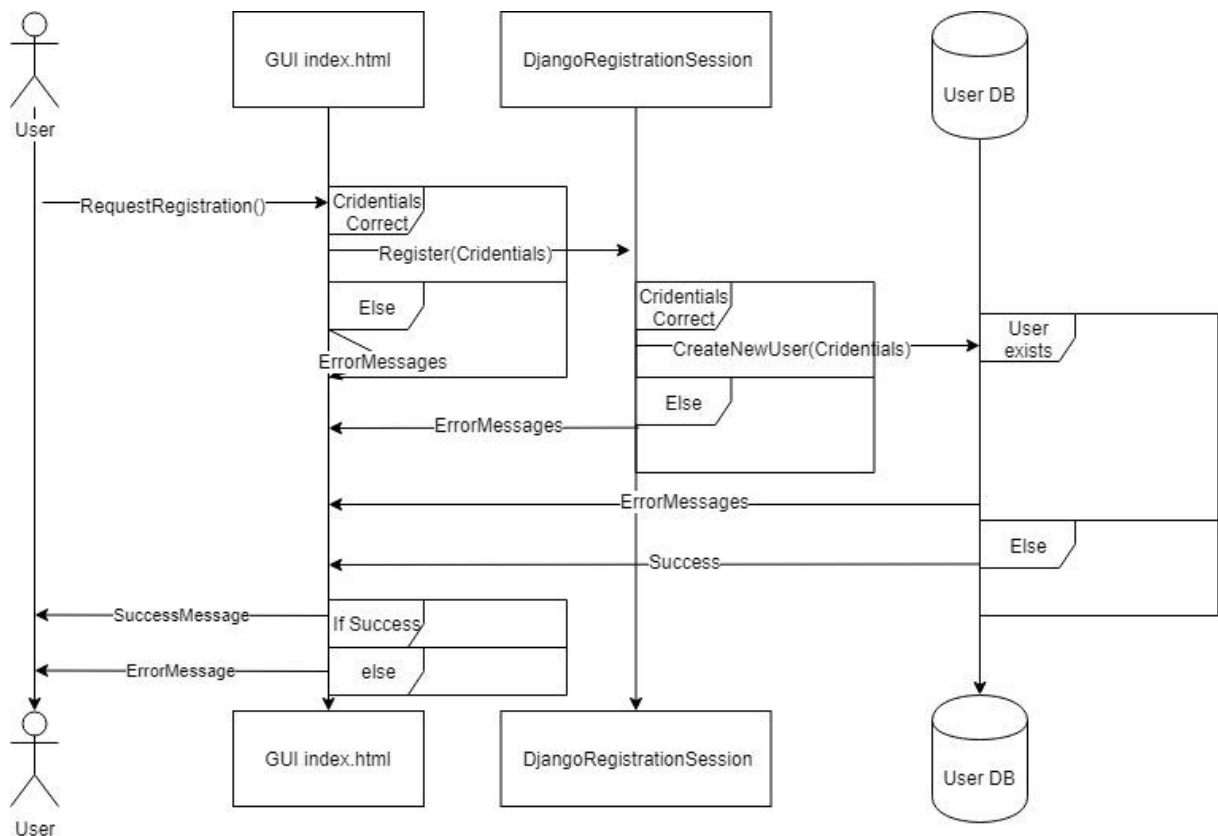 GUI index.html
DjangoRegistrationSession
User DB
User
RequestRegistration()
Cridentials
Correct
Register(Cridentials)
Else
ErrorMessages
Cridentials
Correct
CreateNewUser(Cridentials)
User
exists
Else
ErrorMessages
ErrorMessages
Else
Success
SuccessMessage
If Success
ErrorMessage
else
GUI index.html
DjangoRegistrationSession
User DB
User